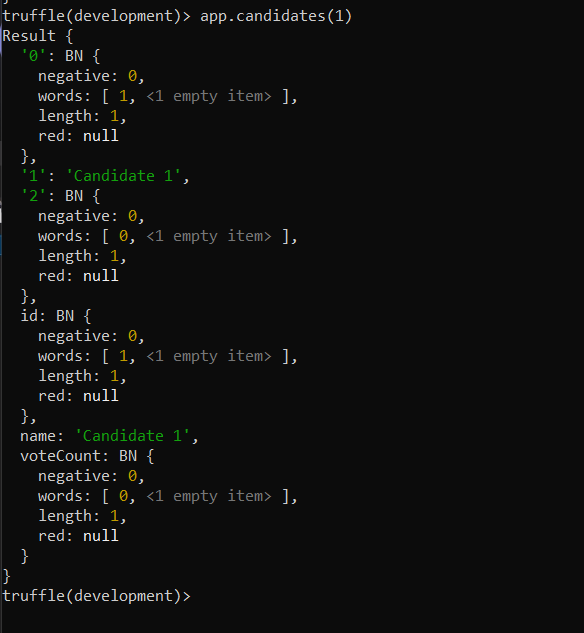 truffle(development)> app.candidates(1)
Result {
  '0': BN {
    negative: 0,
    words: [ 1, <1 empty item> ],
    length: 1,
    red: null
  },
  '1': 'Candidate 1',
  '2': BN {
    negative: 0,
    words: [ 0, <1 empty item> ],
    length: 1,
    red: null
  },
  id: BN {
    negative: 0,
    words: [ 1, <1 empty item> ],
    length: 1,
    red: null
  },
  name: 'Candidate 1',
  voteCount: BN {
    negative: 0,
    words: [ 0, <1 empty item> ],
    length: 1,
    red: null
  }
}
truffle(development)>